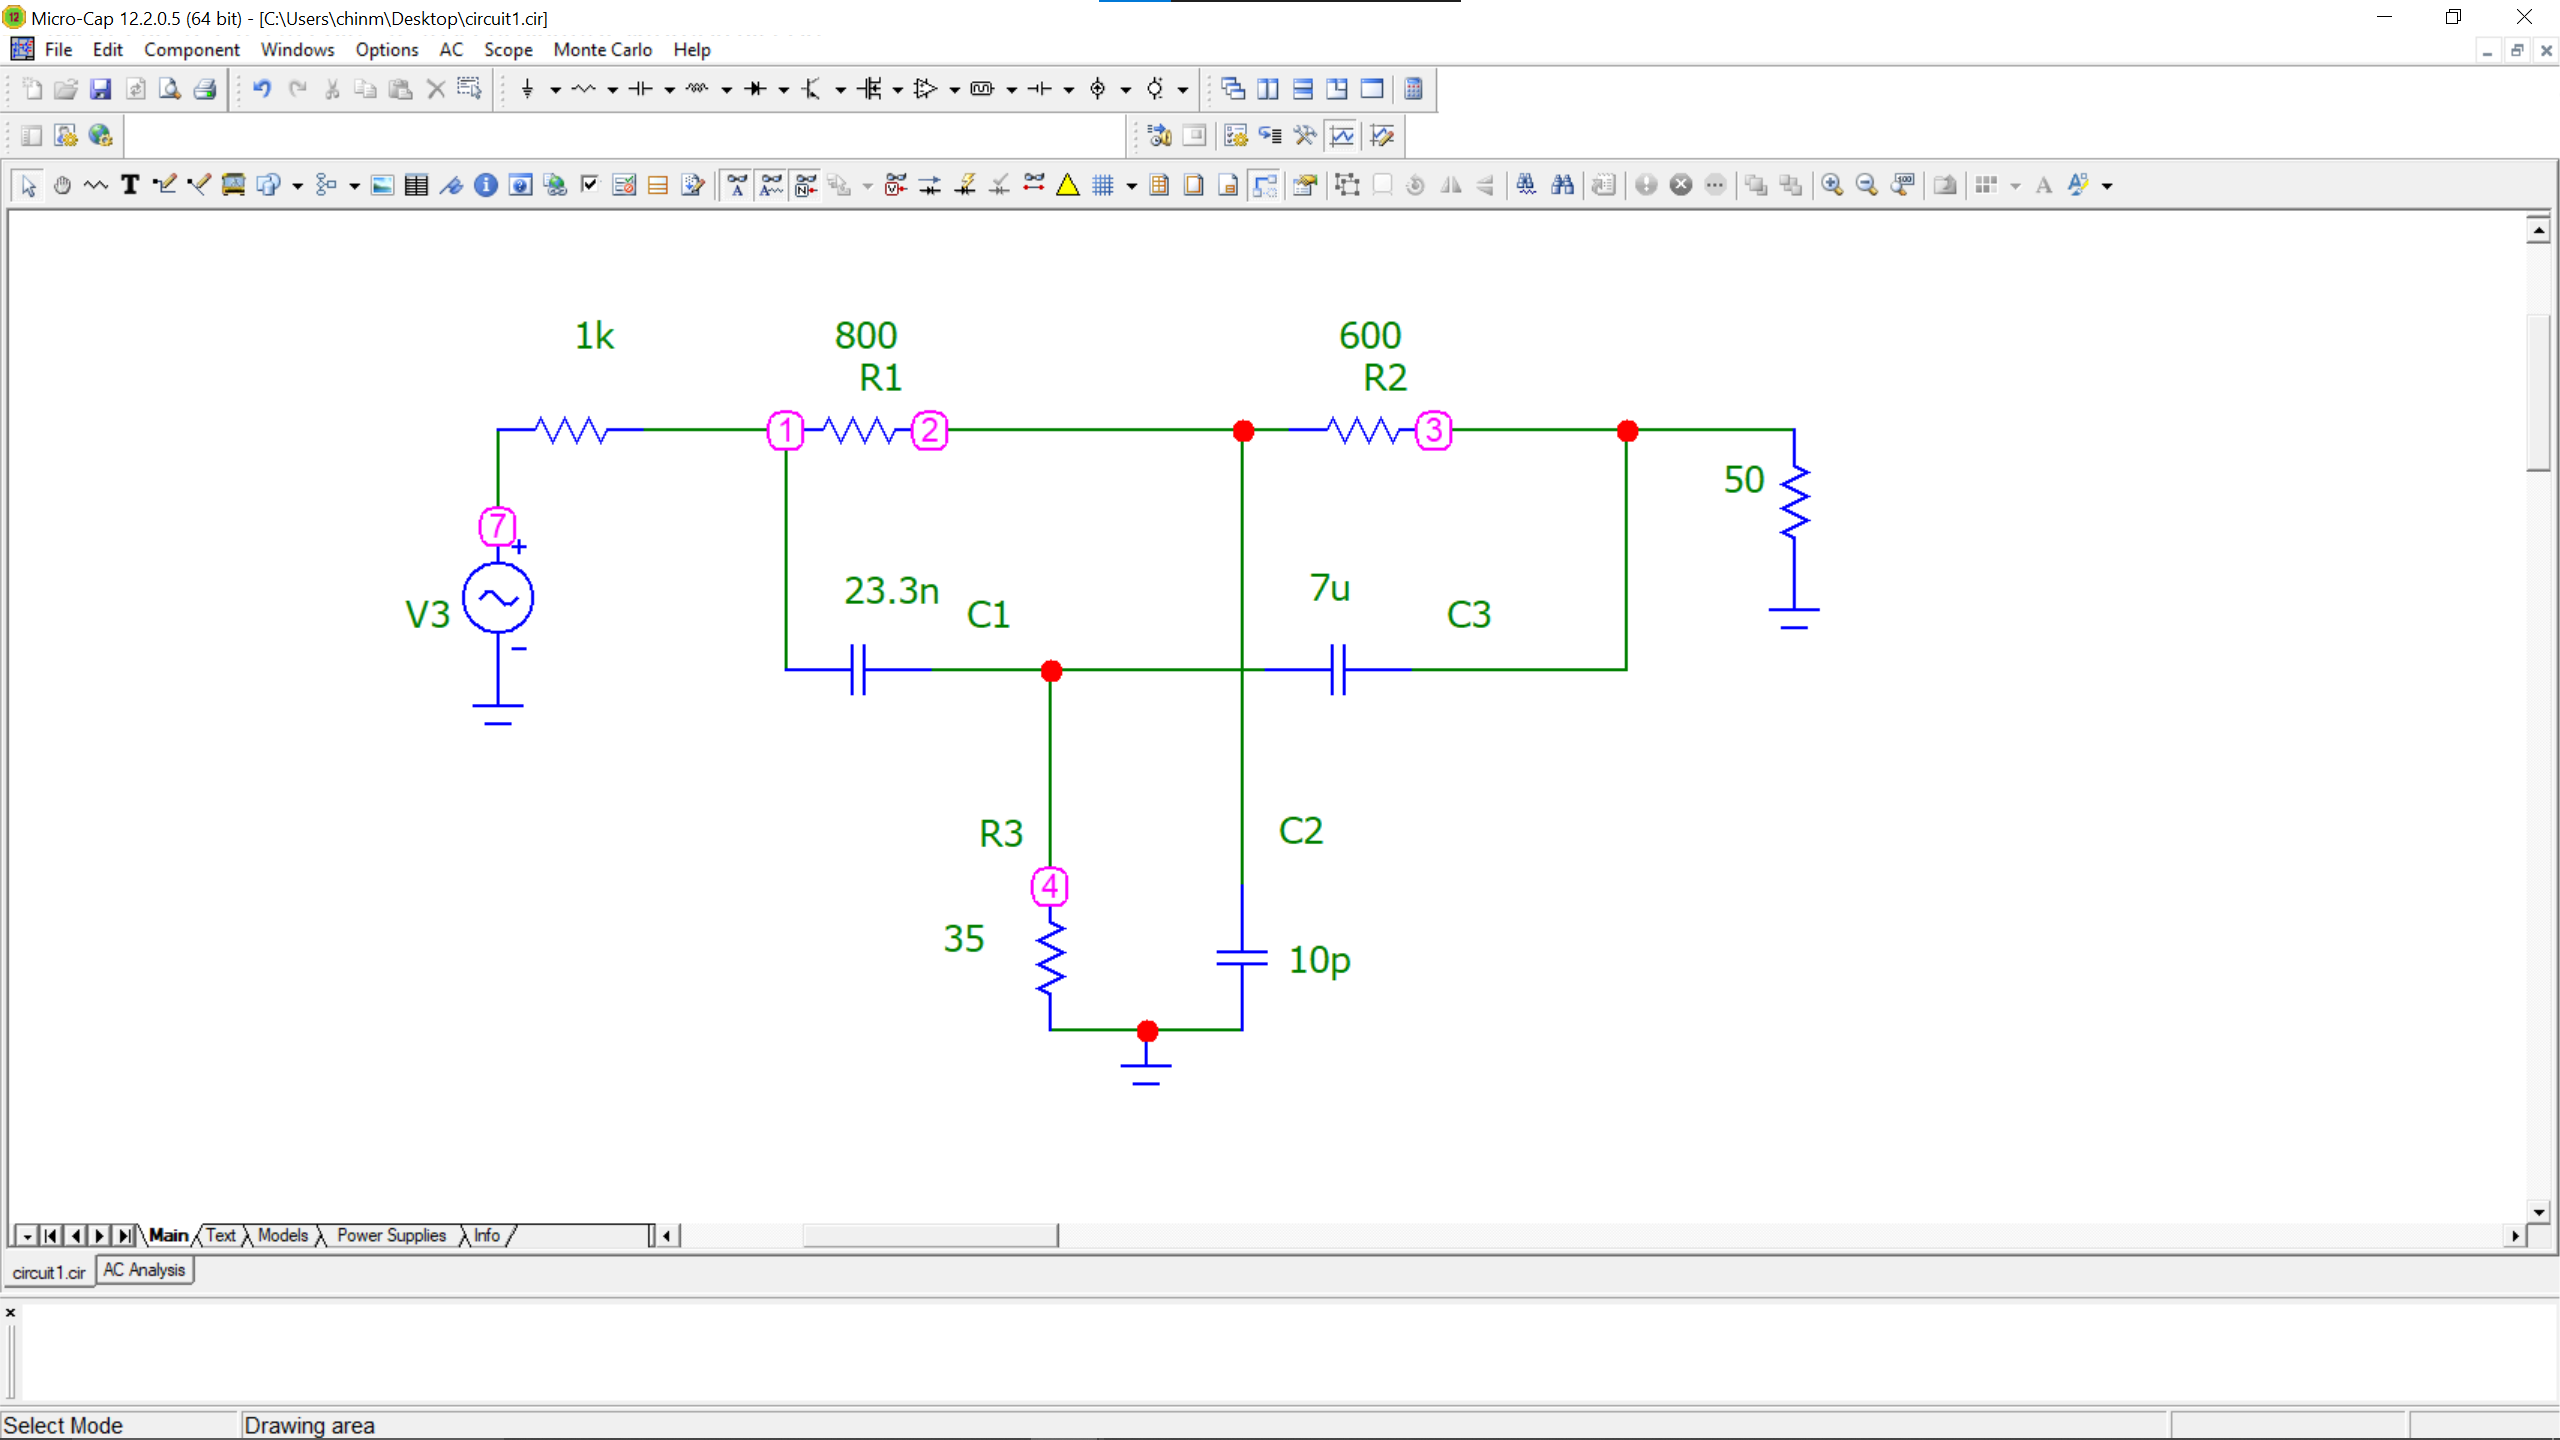 Micro-Cap 12.2.0.5 (64 bit) - [C:\Users\chinm\Desktop\circuit1.cir]
File Edit Component Windows Options AC Scope Monte Carlo Help
1k 800 600
R1 R2
1 2 3
50
7
+
23.3n 7u
V3 C1 C3
−
R3 C2
4
35 10p
Main Text Models Power Supplies Info
circuit1.cir AC Analysis
Select Mode Drawing area